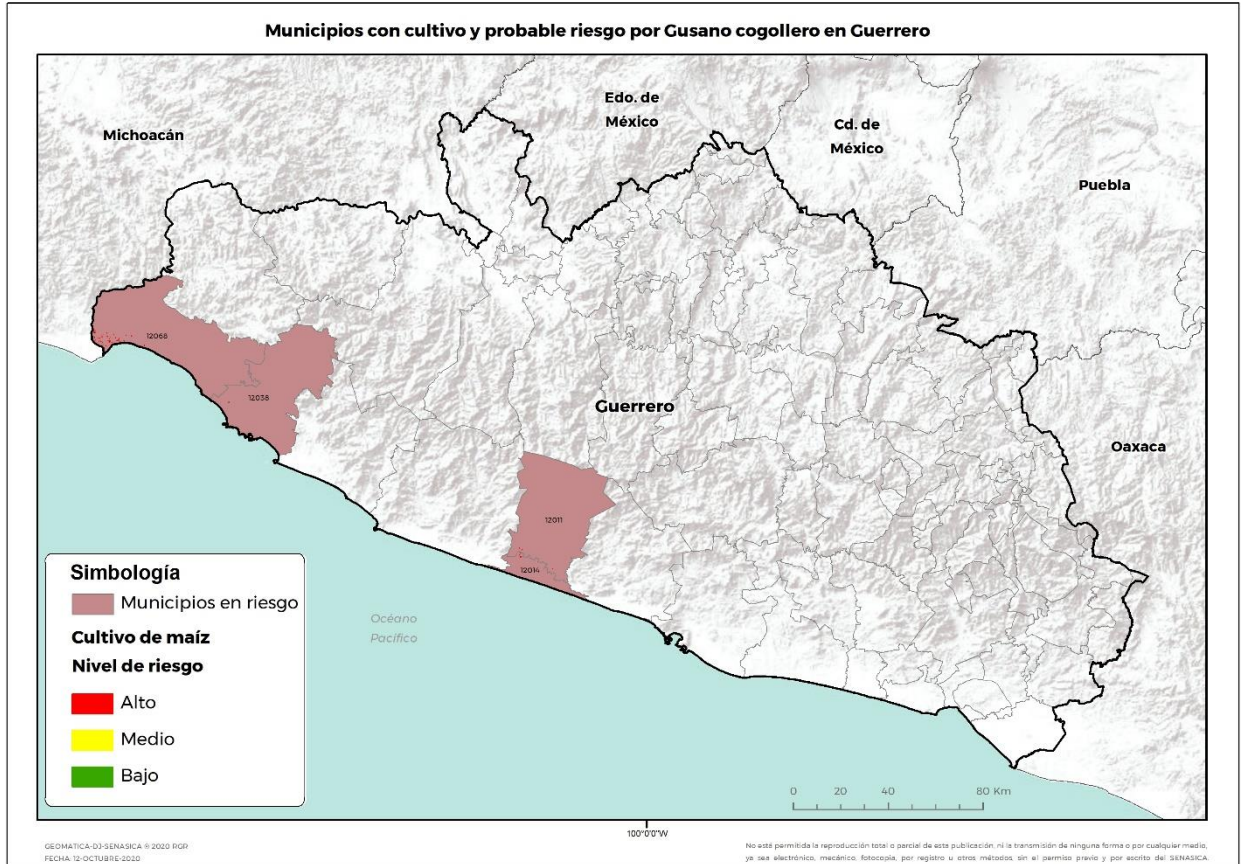 Municipios con cultivo y probable riesgo por Gusano cogollero en Guerrero
Michoacán
Edo. de
México
Cd. de
México
Puebla
12068
12038
Guerrero
Oaxaca
12011
12014
Océano
Pacífico
Simbología
Municipios en riesgo
Cultivo de maíz
Nivel de riesgo
Alto
Medio
Bajo
0 20 40 80 Km
100°0'0"W
GEOMATICA-DJ-SENASICA © 2020 RGR
FECHA: 12-OCTUBRE-2020
No está permitida la reproducción total o parcial de esta publicación, ni la transmisión de ninguna forma o por cualquier medio,
ya sea electrónico, mecánico, fotocopia, por registro u otros métodos, sin el permiso previo y por escrito del SENASICA.